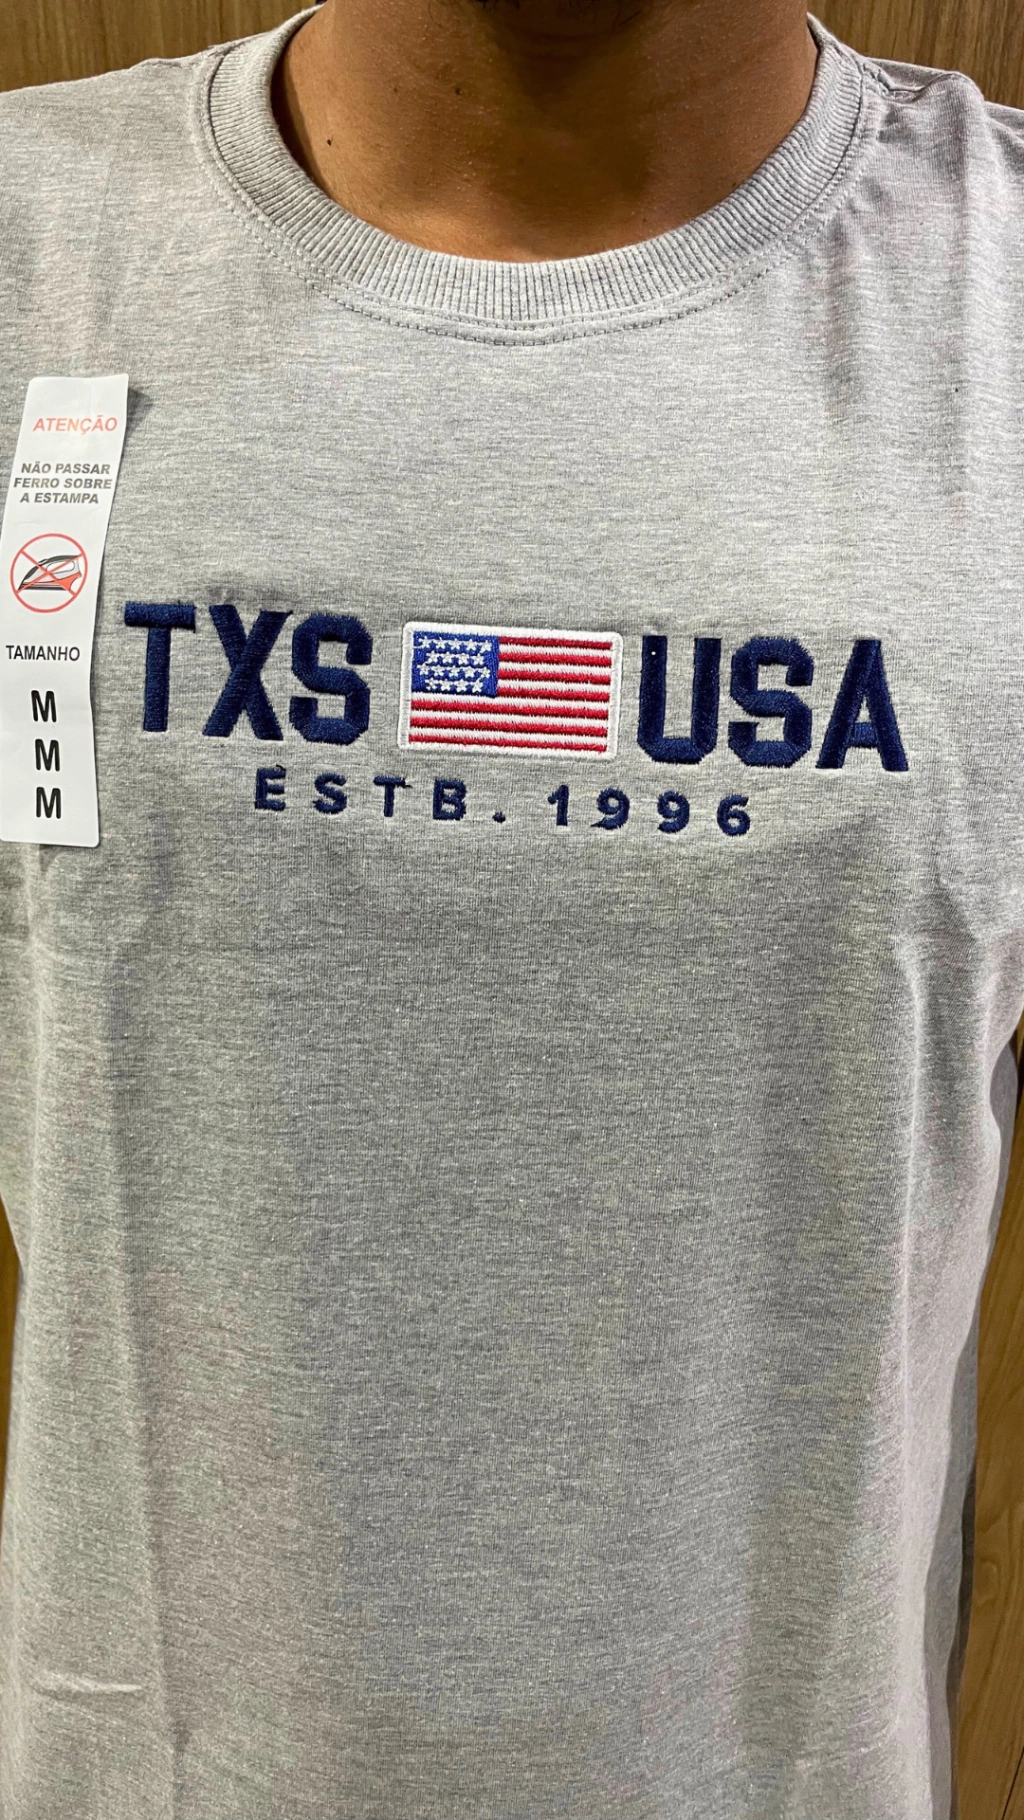 ATENÇÃO
NÃO PASSAR
FERRO SOBRE
A ESTAMPA
TAMANHO
M
M
M
TXS USA
ESTB. 1996